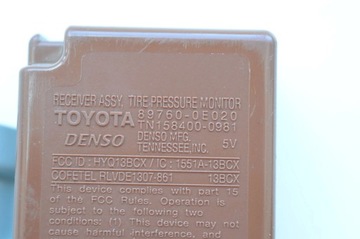 RECEIVER ASSY, TIRE PRESSURE MONITOR
TOYOTA 89760-0E020
TN158400-0981
DENSO DENSO MFG. 5V
TENNESSEE, INC.
FCC ID : HYQ13BCX / IC : 1551A-13BCX
COFETEL RLVDE1307-861 13BCX
This device complies with part 15
of the FCC Rules. Operation is
subject to the following two
conditions: (1) This device may not
cause harmful interference, and